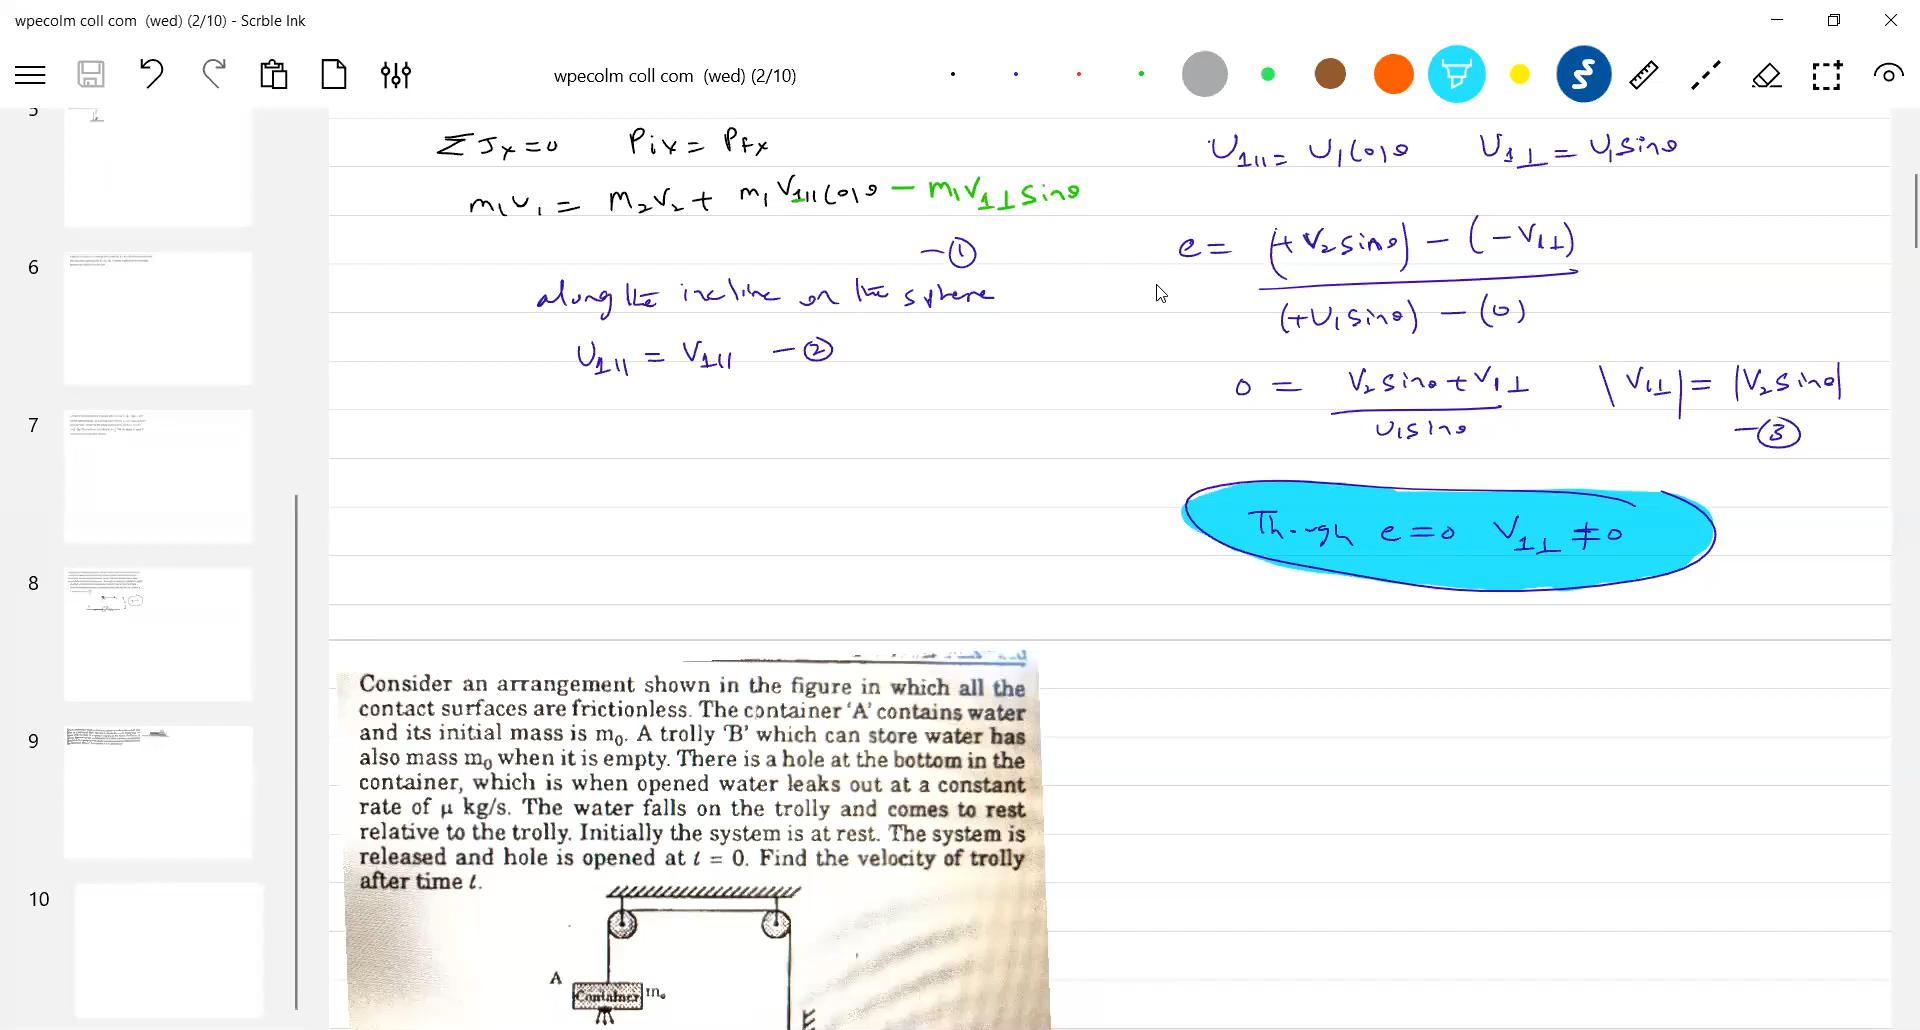 wpecolm coll com (wed) (2/10) - Scrble Ink
wpecolm coll com (wed) (2/10)
5
6
7
8
9
10
ΣJx=0 Pix = Pfx
m1u1 = m2v2 + m1v1||cosθ - m1v1⊥sinθ
-①
along the incline on the sphere
U1|| = V1|| -②
U1|| = U1cosθ U1⊥ = U1sinθ
e = (+V2sinθ) - (-V1⊥)
(+U1sinθ) - (0)
0 = V2sinθ + V1⊥ |V1⊥| = |V2sinθ|
U1sinθ -③
Though e=0 V1⊥ ≠ 0
Consider an arrangement shown in the figure in which all the
contact surfaces are frictionless. The container 'A' contains water
and its initial mass is m0. A trolly 'B' which can store water has
also mass m0 when it is empty. There is a hole at the bottom in the
container, which is when opened water leaks out at a constant
rate of μ kg/s. The water falls on the trolly and comes to rest
relative to the trolly. Initially the system is at rest. The system is
released and hole is opened at t = 0. Find the velocity of trolly
after time t.
A
Container m0